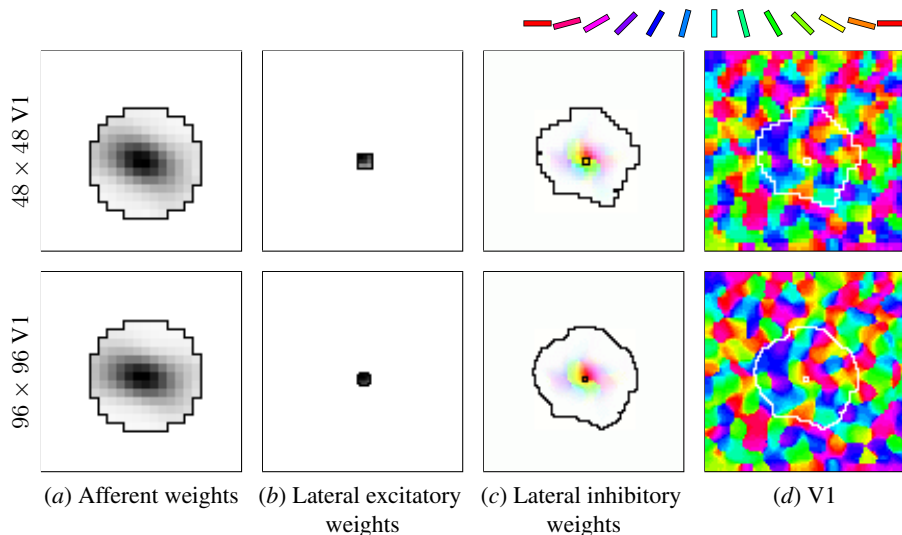 48 × 48 V1
96 × 96 V1
(a) Afferent weights
(b) Lateral excitatory
weights
(c) Lateral inhibitory
weights
(d) V1